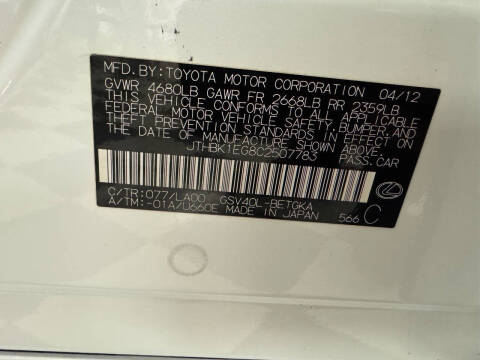 MFD.BY:TOYOTA MOTOR CORPORATION 04/12
GVWR 4680LB GAWR FR 2668LB RR 2359LB
THIS VEHICLE CONFORMS TO ALL APPLICABLE
FEDERAL MOTOR VEHICLE SAFETY, BUMPER, AND
THEFT PREVENTION STANDARDS IN EFFECT ON
THE DATE OF MANUFACTURE SHOWN ABOVE.
JTHBK1EG8C2507783 PASS.CAR
C/TR:077/LA00 GSV40L-BETGKA
A/TM:-01A/U660E MADE IN JAPAN 566 C